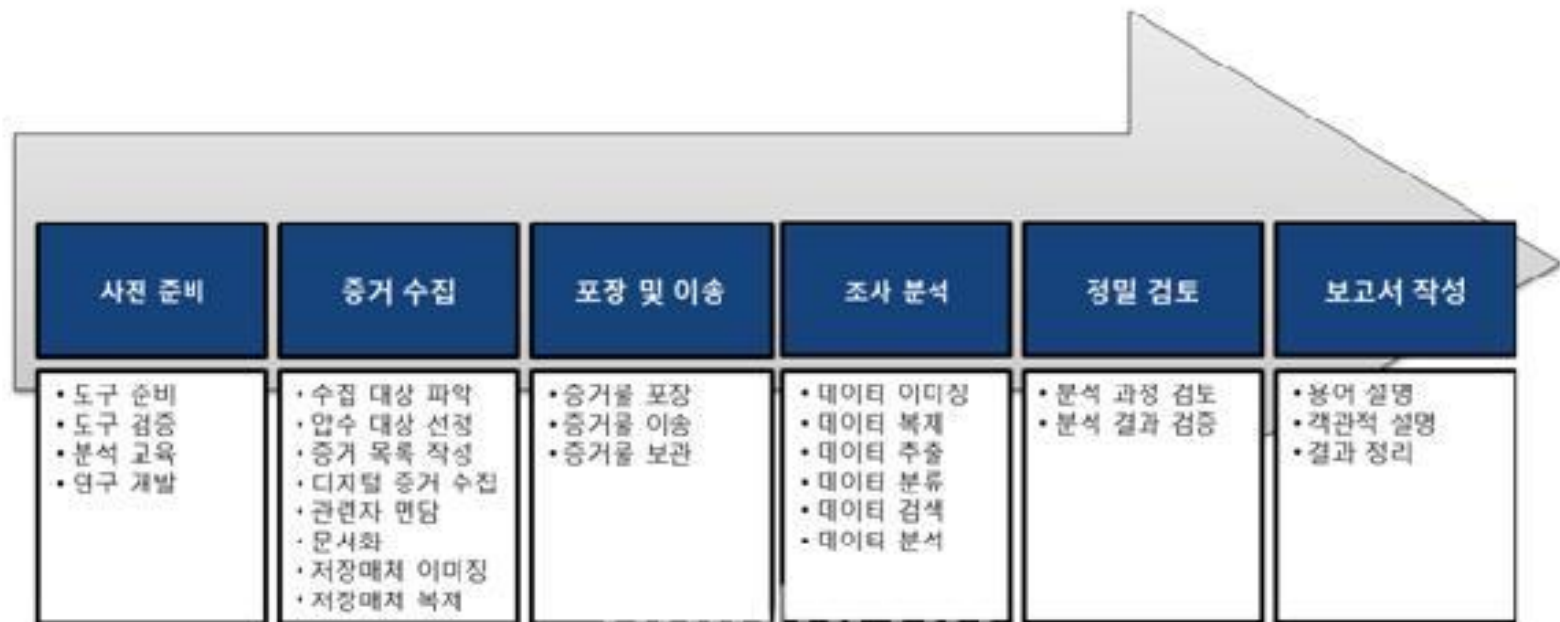 사전 준비
• 도구 준비
• 도구 검증
• 분석 교육
• 연구 개발
증거 수집
· 수집 대상 파악
· 압수 대상 선정
· 증거 목록 작성
· 디지털 증거 수집
· 관련자 면담
· 문서화
· 저장매체 이미징
· 저장매체 복제
포장 및 이송
• 증거물 포장
• 증거물 이송
• 증거물 보관
조사 분석
• 데이터 이미징
• 데이터 복제
• 데이터 추출
• 데이터 분류
• 데이터 검색
• 데이터 분석
정밀 검토
• 분석 과정 검토
• 분석 결과 검증
보고서 작성
• 용어 설명
• 객관적 설명
• 결과 정리